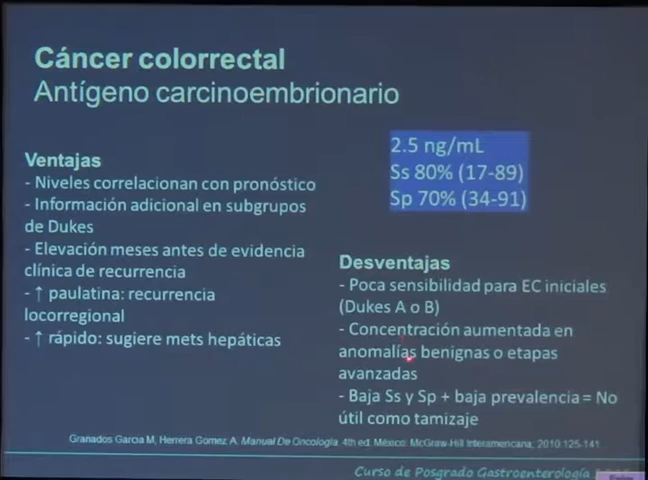 Cáncer colorrectal
Antígeno carcinoembrionario
Ventajas
- Niveles correlacionan con pronóstico
- Información adicional en subgrupos
de Dukes
- Elevación meses antes de evidencia
clínica de recurrencia
- ↑ paulatina: recurrencia
locorregional
- ↑ rápido: sugiere mets hepáticas
2.5 ng/mL
Ss 80% (17-89)
Sp 70% (34-91)
Desventajas
- Poca sensibilidad para EC iniciales
(Dukes A o B)
- Concentración aumentada en
anomalías benignas o etapas
avanzadas
- Baja Ss y Sp + baja prevalencia = No
útil como tamizaje
Granados Garcia M, Herrera Gomez A. Manual De Oncología. 4th ed. México: McGraw-Hill Interamericana; 2010:125-141.
Curso de Posgrado Gastroenterología